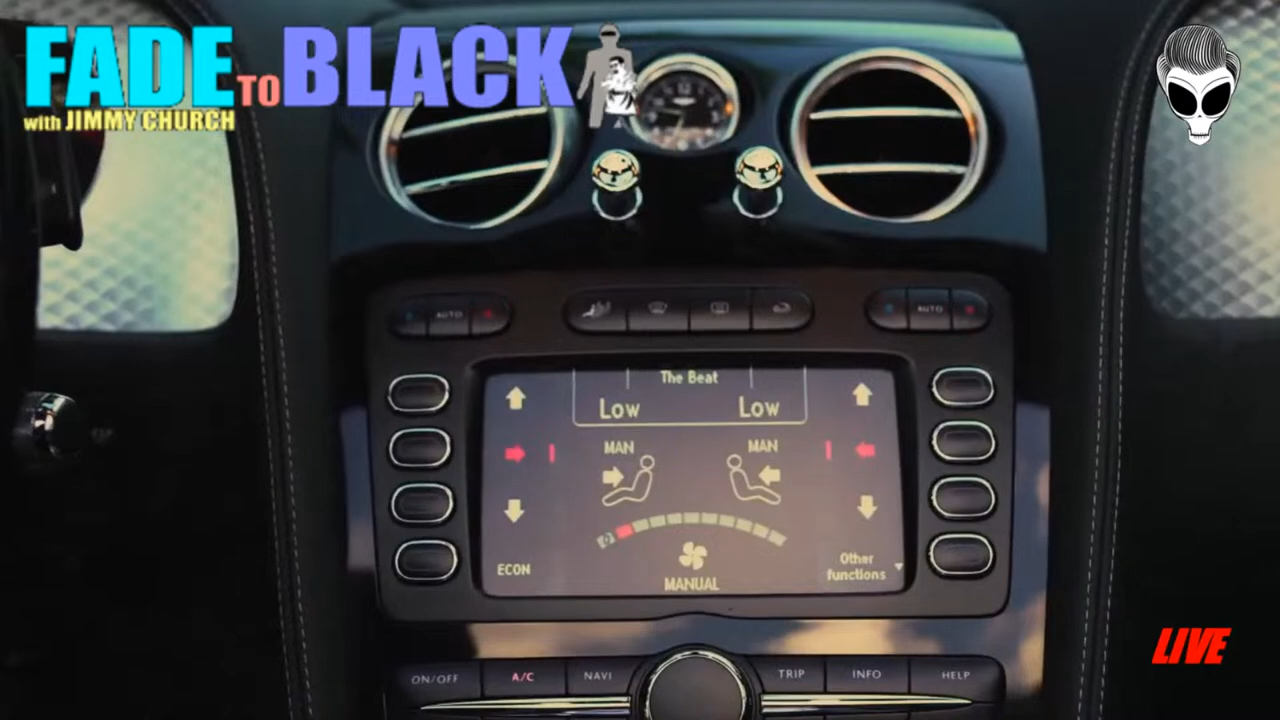 FADE TO BLACK
with JIMMY CHURCH
AUTO
AUTO
The Beat
Low Low
MAN MAN
0
ECON
Other
functions
MANUAL
LIVE
ON/OFF A/C NAVI TRIP INFO HELP